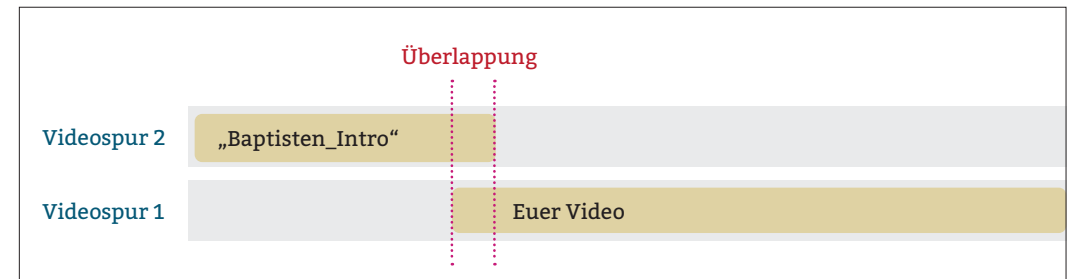 Überlappung
Videospur 2
„Baptisten_Intro“
Videospur 1
Euer Video